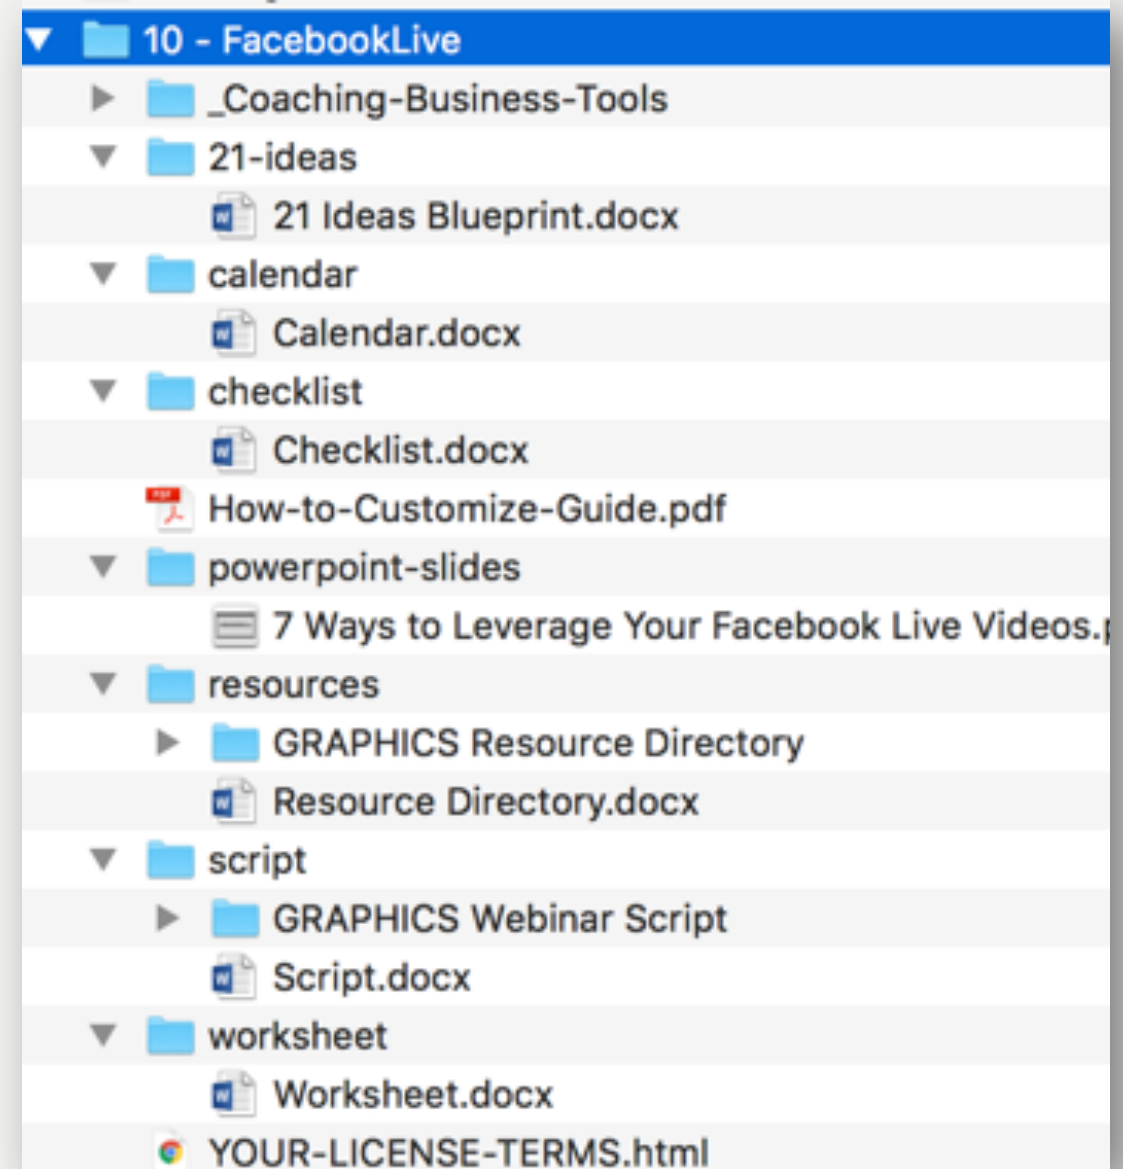 10 - FacebookLive
_Coaching-Business-Tools
21-ideas
21 Ideas Blueprint.docx
calendar
Calendar.docx
checklist
Checklist.docx
How-to-Customize-Guide.pdf
powerpoint-slides
7 Ways to Leverage Your Facebook Live Videos.p
resources
GRAPHICS Resource Directory
Resource Directory.docx
script
GRAPHICS Webinar Script
Script.docx
worksheet
Worksheet.docx
YOUR-LICENSE-TERMS.html